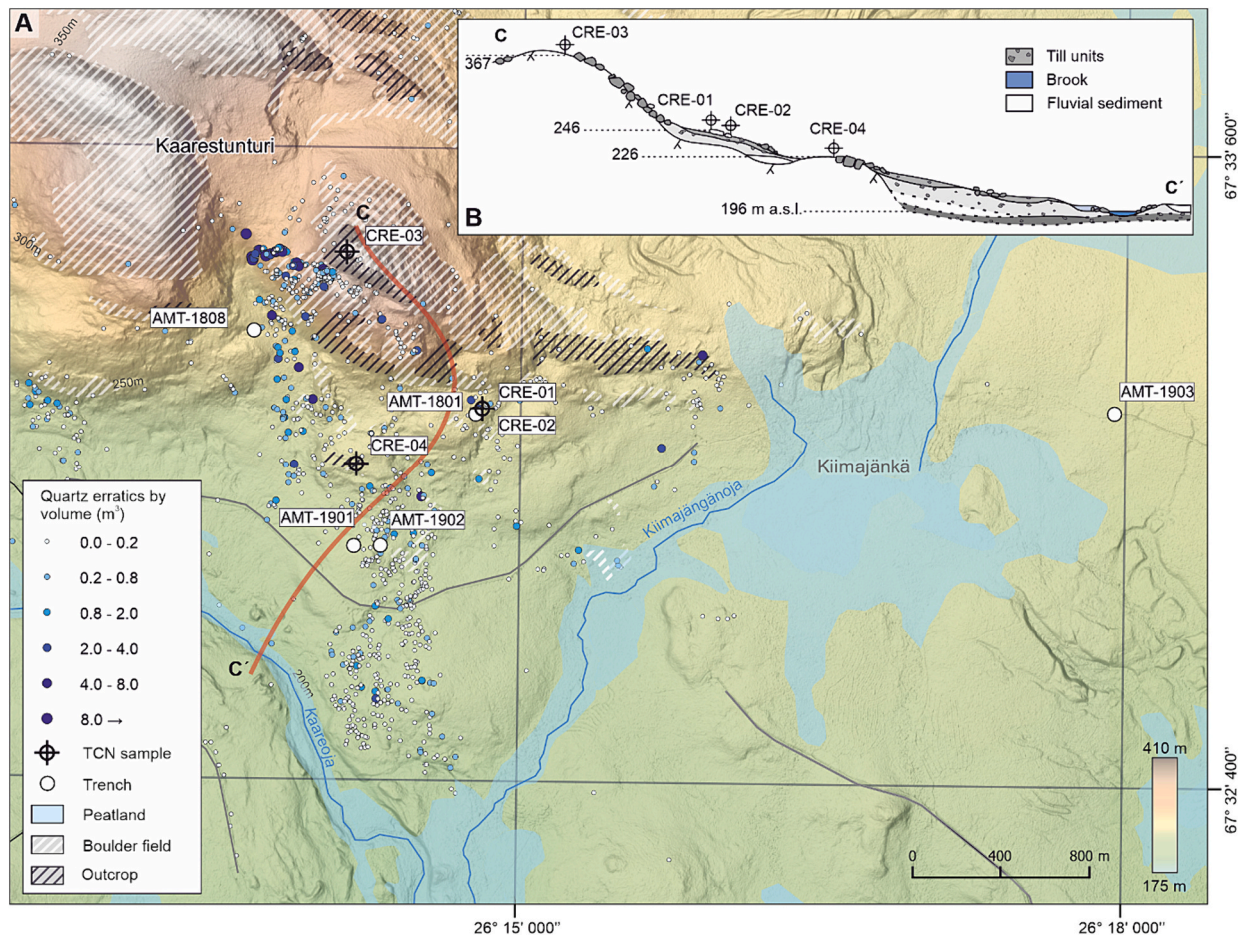 A
350m
Kaarestunturi
300m
C
CRE-03
AMT-1808
250m
AMT-1801
CRE-01
CRE-02
CRE-04
AMT-1901
AMT-1902
AMT-1903
Kiimajänkä
Kiimajängänoja
C´
200m
Kaareoja
C
CRE-03
367
CRE-01
CRE-02
246
CRE-04
226
196 m a.s.l.
C´
B
Till units
Brook
Fluvial sediment
Quartz erratics by
volume (m³)
0.0 - 0.2
0.2 - 0.8
0.8 - 2.0
2.0 - 4.0
4.0 - 8.0
8.0 →
TCN sample
Trench
Peatland
Boulder field
Outcrop
410 m
175 m
0 400 800 m
67° 33´ 600"
67° 32´ 400"
26° 15' 000"
26° 18' 000"